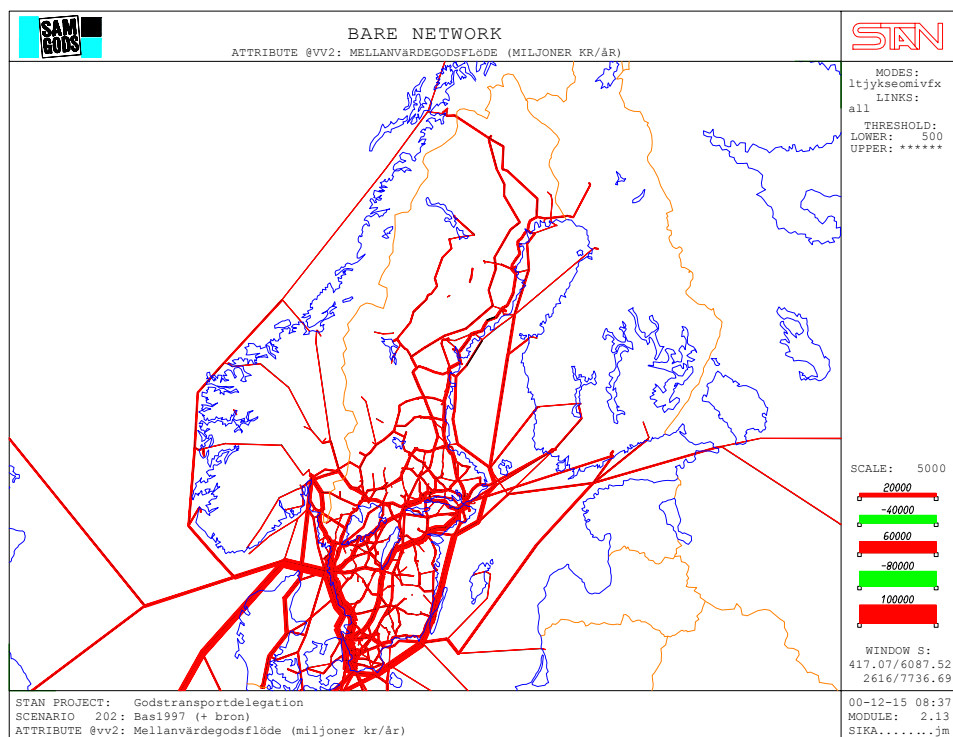 SAM
GODS
BARE NETWORK
ATTRIBUTE @VV2: MELLANVäRDEGODSFLöDE (MILJONER KR/åR)
STAN
MODES:
ltjykseomivfx
LINKS:
all
THRESHOLD:
LOWER: 500
UPPER: ******
SCALE: 5000
20000
-40000
60000
-80000
100000
WINDOW S:
417.07/6087.52
2616/7736.69
STAN PROJECT: Godstransportdelegation
SCENARIO 202: Bas1997 (+ bron)
ATTRIBUTE @vv2: Mellanvärdegodsflöde (miljoner kr/år)
00-12-15 08:37
MODULE: 2.13
SIKA.......jm